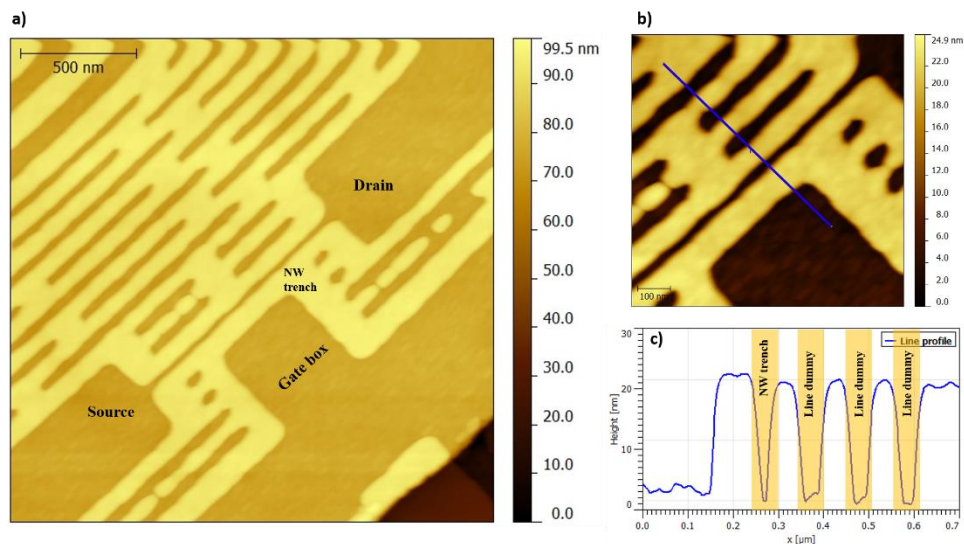 a)
500 nm
Drain
NW
trench
Gate box
Source
99.5 nm
90.0
80.0
70.0
60.0
50.0
40.0
30.0
20.0
10.0
0.0
b)
100 nm
24.9 nm
22.0
20.0
18.0
16.0
14.0
12.0
10.0
8.0
6.0
4.0
2.0
0.0
c)
Line profile
NW trench
Line dummy
Line dummy
Line dummy
Height [nm]
30
20
10
0
0.0
0.1
0.2
0.3
0.4
0.5
0.6
0.7
x [µm]